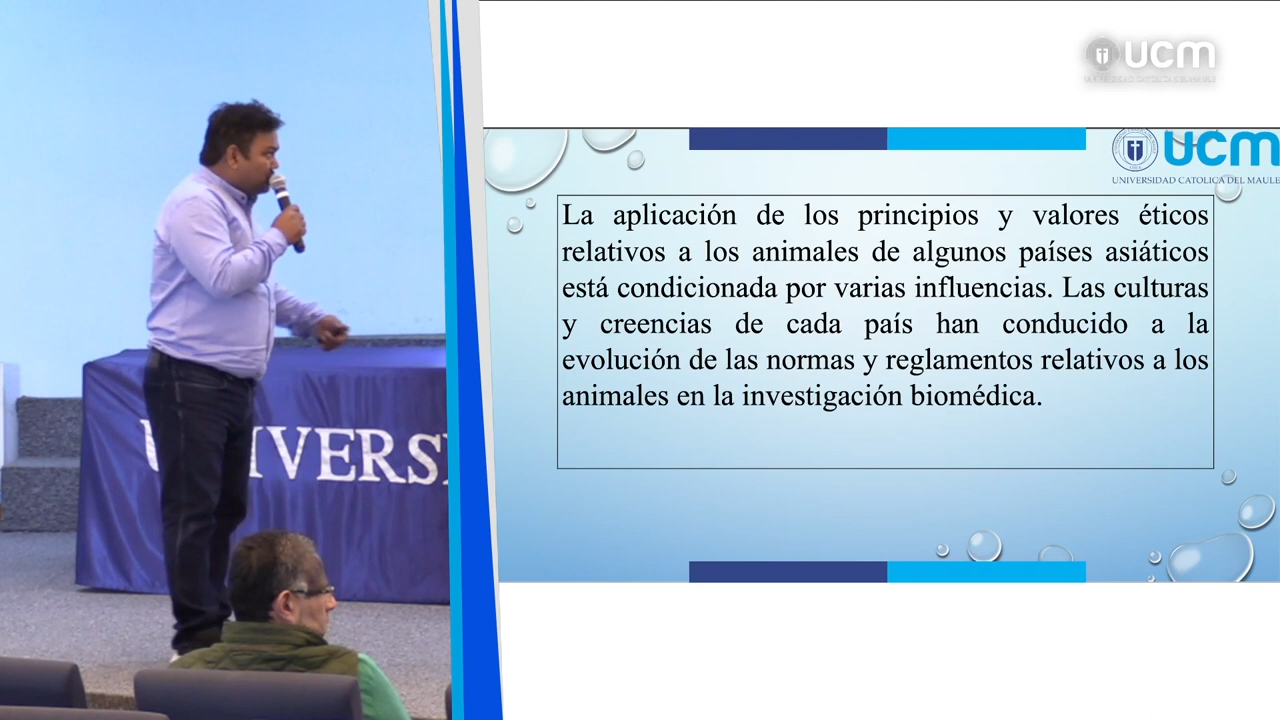 ucm
ucm
UNIVERSIDAD CATOLICA DEL MAULE
La aplicación de los principios y valores éticos
relativos a los animales de algunos países asiáticos
está condicionada por varias influencias. Las culturas
y creencias de cada país han conducido a la
evolución de las normas y reglamentos relativos a los
animales en la investigación biomédica.
UNIVERSI